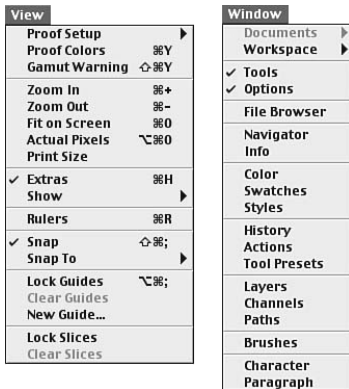 View
Proof Setup
Proof Colors ⌘Y
Gamut Warning ⇧⌘Y
Zoom In ⌘+
Zoom Out ⌘-
Fit on Screen ⌘0
Actual Pixels ⌥⌘0
Print Size
✓ Extras ⌘H
Show
Rulers ⌘R
✓ Snap ⇧⌘;
Snap To
Lock Guides ⌥⌘;
Clear Guides
New Guide...
Lock Slices
Clear Slices
Window
Documents
Workspace
✓ Tools
✓ Options
File Browser
Navigator
Info
Color
Swatches
Styles
History
Actions
Tool Presets
Layers
Channels
Paths
Brushes
Character
Paragraph